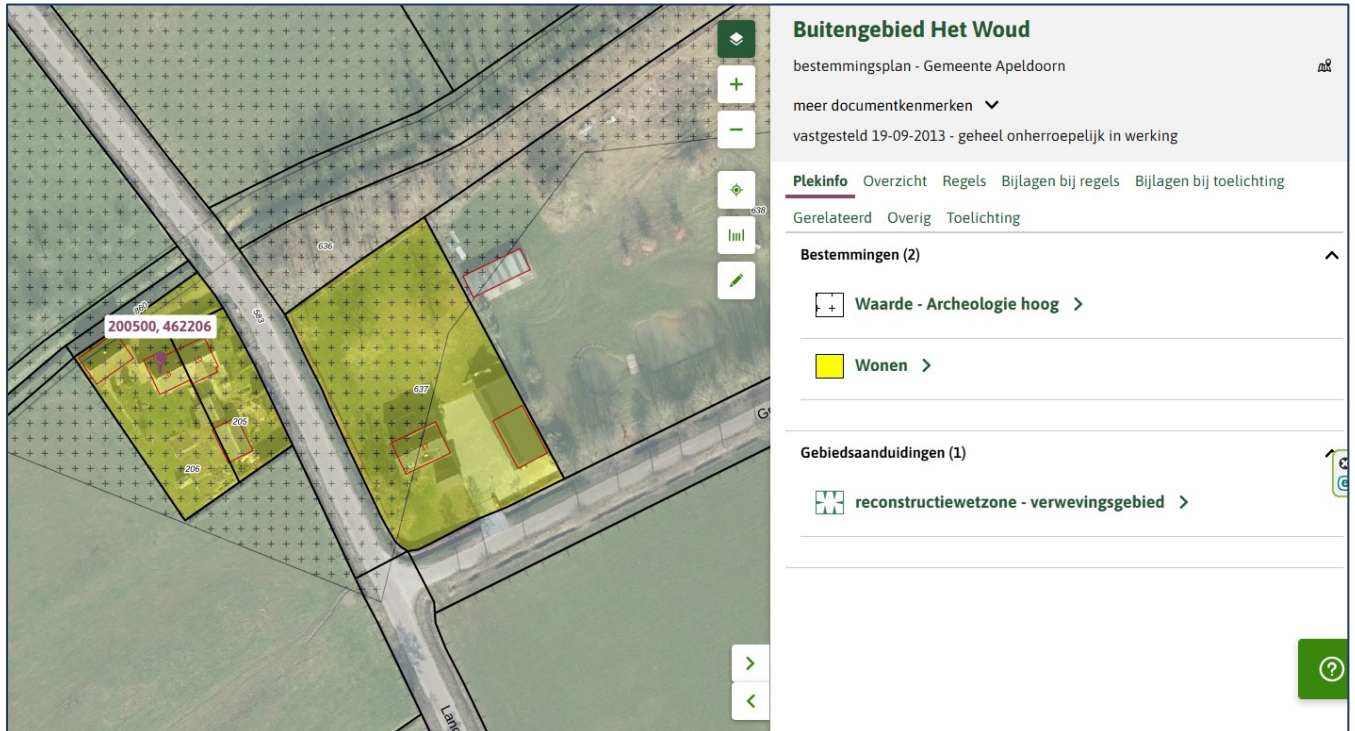 Buitengebied Het Woud
bestemmingsplan - Gemeente Apeldoorn
meer documentkenmerken
vastgesteld 19-09-2013 - geheel onherroepelijk in werking
Plekinfo Overzicht Regels Bijlagen bij regels Bijlagen bij toelichting
Gerelateerd Overig Toelichting
Bestemmingen (2)
Waarde - Archeologie hoog
Wonen
Gebiedsaanduidingen (1)
reconstructiewetzone - verwevingsgebied
638
636
583
200500, 462206
637
205
206